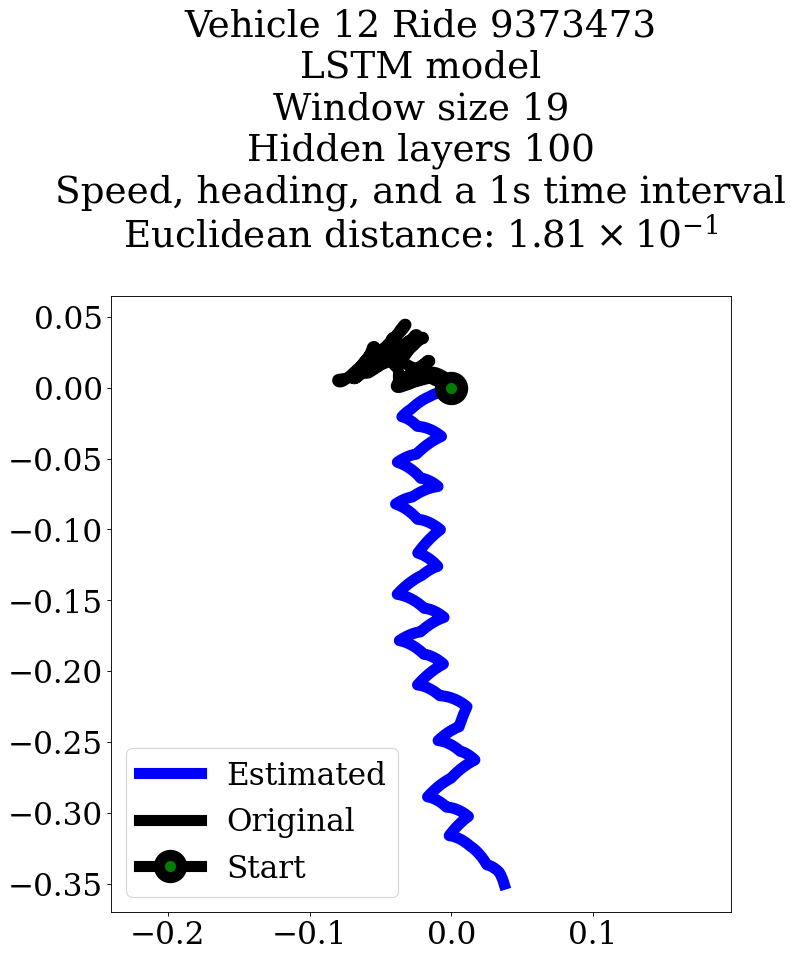 Vehicle 12 Ride 9373473
LSTM model
Window size 19
Hidden layers 100
Speed, heading, and a 1s time interval
Euclidean distance: 1.81 × 10⁻¹
0.05
0.00
−0.05
−0.10
−0.15
−0.20
−0.25
−0.30
−0.35
Estimated
Original
Start
−0.2
−0.1
0.0
0.1